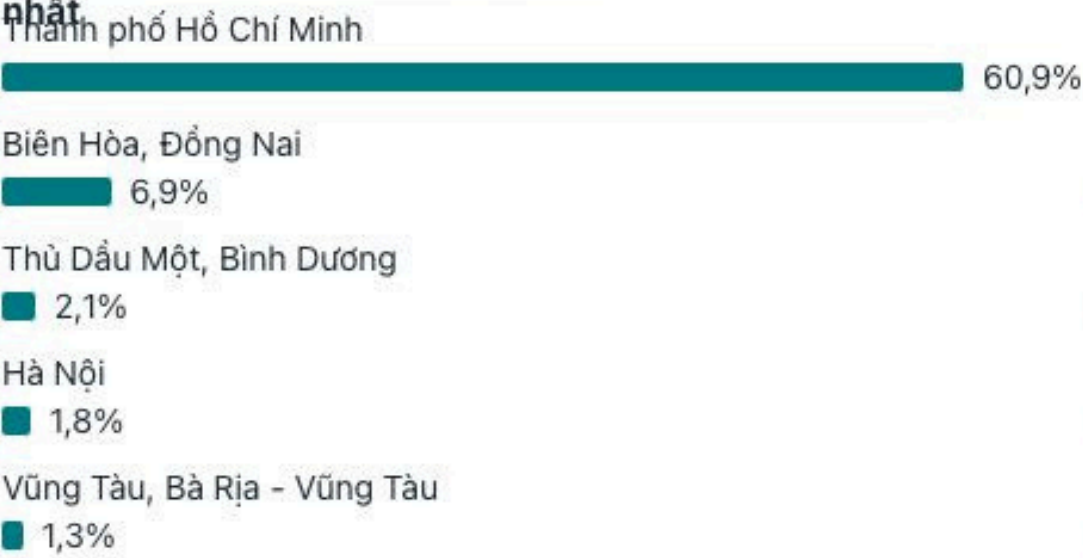 nhất
Thành phố Hồ Chí Minh
60,9%
Biên Hòa, Đồng Nai
6,9%
Thủ Dầu Một, Bình Dương
2,1%
Hà Nội
1,8%
Vũng Tàu, Bà Rịa - Vũng Tàu
1,3%